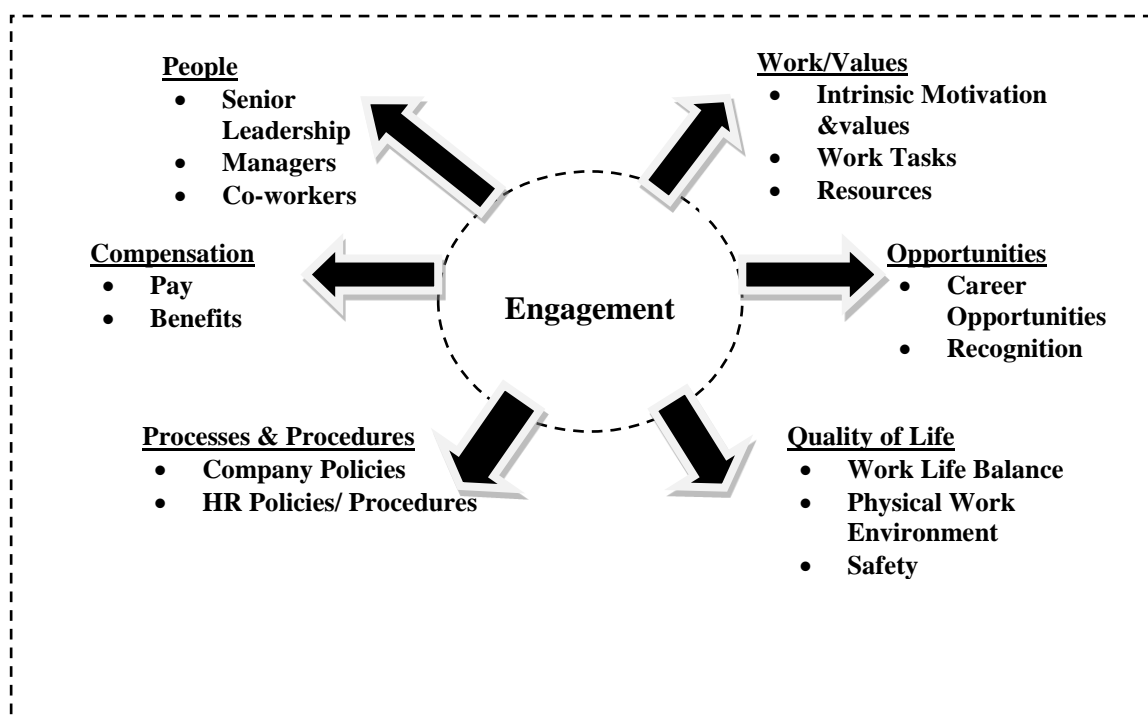 People
• Senior
Leadership
• Managers
• Co-workers
Work/Values
• Intrinsic Motivation
&values
• Work Tasks
• Resources
Compensation
• Pay
• Benefits
Engagement
Opportunities
• Career
Opportunities
• Recognition
Processes & Procedures
• Company Policies
• HR Policies/ Procedures
Quality of Life
• Work Life Balance
• Physical Work
Environment
• Safety